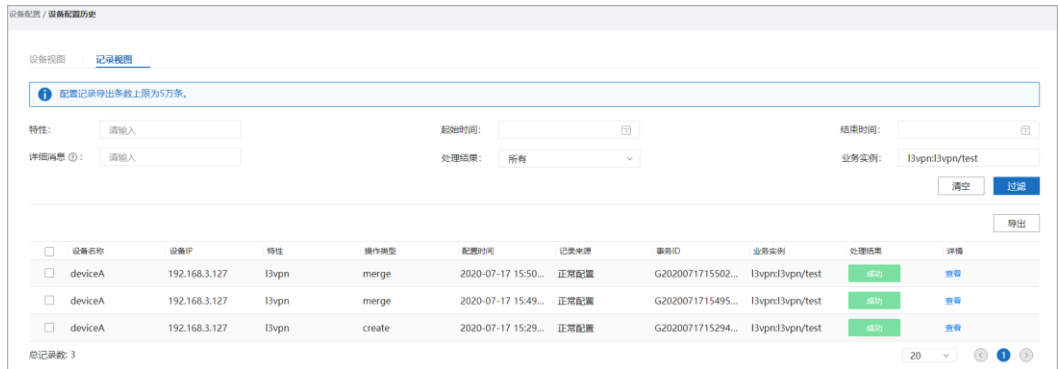 设备配置 / 设备配置历史
设备视图 记录视图
配置记录导出条数上限为5万条。
特性: 请输入 起始时间: 结束时间:
详细消息 ? : 请输入 处理结果: 所有 业务实例: l3vpn:l3vpn/test
清空 过滤
导出
设备名称 设备IP 特性 操作类型 配置时间 记录来源 事务ID 业务实例 处理结果 详情
deviceA 192.168.3.127 l3vpn merge 2020-07-17 15:50... 正常配置 G2020071715502... l3vpn:l3vpn/test 成功 查看
deviceA 192.168.3.127 l3vpn merge 2020-07-17 15:49... 正常配置 G2020071715495... l3vpn:l3vpn/test 成功 查看
deviceA 192.168.3.127 l3vpn create 2020-07-17 15:29... 正常配置 G2020071715294... l3vpn:l3vpn/test 成功 查看
总记录数: 3 20 1